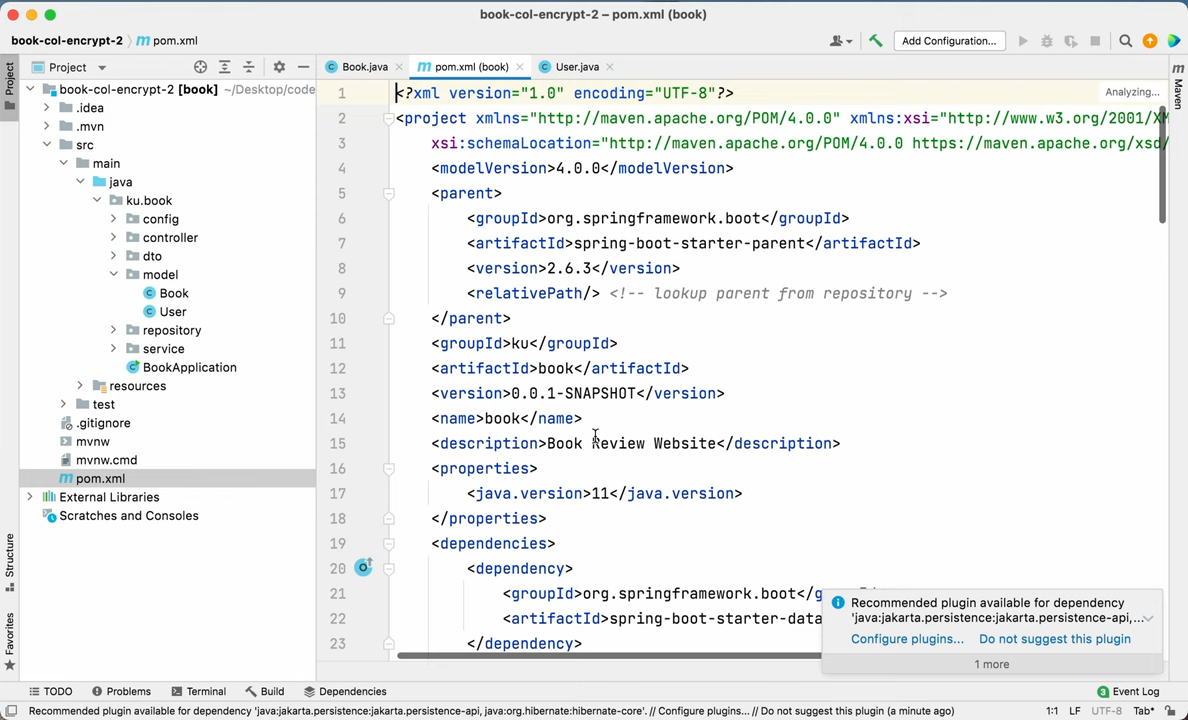 book-col-encrypt-2 – pom.xml (book)
book-col-encrypt-2 pom.xml
Add Configuration...
Project
Book.java
pom.xml (book)
User.java
Project
Maven
Structure
Favorites
book-col-encrypt-2 [book] ~/Desktop/code
.idea
.mvn
src
main
java
ku.book
config
controller
dto
model
Book
User
repository
service
BookApplication
resources
test
.gitignore
mvnw
mvnw.cmd
pom.xml
External Libraries
Scratches and Consoles
Analyzing...
1 <?xml version="1.0" encoding="UTF-8"?>
2 <project xmlns="http://maven.apache.org/POM/4.0.0" xmlns:xsi="http://www.w3.org/2001/XM
3 xsi:schemaLocation="http://maven.apache.org/POM/4.0.0 https://maven.apache.org/xsd/
4 <modelVersion>4.0.0</modelVersion>
5 <parent>
6 <groupId>org.springframework.boot</groupId>
7 <artifactId>spring-boot-starter-parent</artifactId>
8 <version>2.6.3</version>
9 <relativePath/> <!-- lookup parent from repository -->
10 </parent>
11 <groupId>ku</groupId>
12 <artifactId>book</artifactId>
13 <version>0.0.1-SNAPSHOT</version>
14 <name>book</name>
15 <description>Book Review Website</description>
16 <properties>
17 <java.version>11</java.version>
18 </properties>
19 <dependencies>
20 <dependency>
21 <groupId>org.springframework.boot</
22 <artifactId>spring-boot-starter-data
23 </dependency>
Recommended plugin available for dependency
'java:jakarta.persistence:jakarta.persistence-api,...
Configure plugins... Do not suggest this plugin
1 more
TODO Problems Terminal Build Dependencies 3 Event Log
Recommended plugin available for dependency 'java:jakarta.persistence:jakarta.persistence-api, java:org.hibernate:hibernate-core'. // Configure plugins... // Do not suggest this plugin (a minute ago) 1:1 LF UTF-8 Tab*